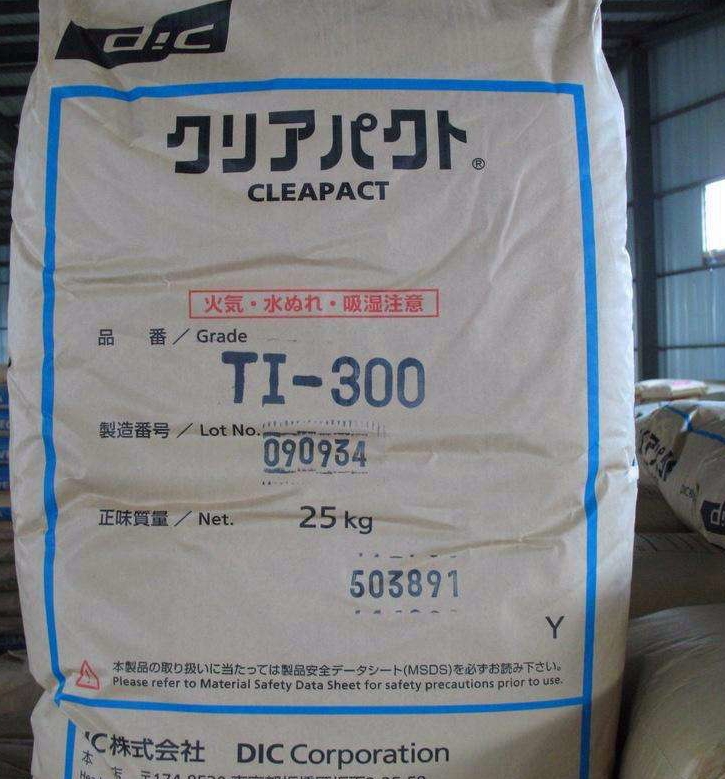 DIC
クリアパクト®
CLEAPACT
火気・水ぬれ・吸湿注意
品 番／Grade
TI-300
製造番号／Lot No.
090934
正味質量／Net. 25kg
503891
Y
本製品の取り扱いに当たっては製品安全データシート(MSDS)を必ずお読み下さい。
Please refer to Material Safety Data Sheet for safety precautions prior to use.
IC株式会社 DIC Corporation